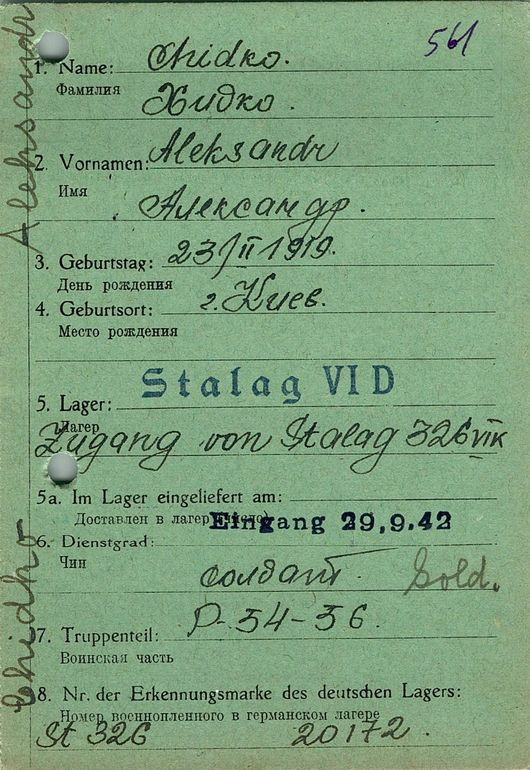 561
1. Name: Chidko.
Фамилия Хидко.
2. Vornamen: Aleksandr
Имя
Александр.
3. Geburtstag: 23/II 1919.
День рождения
4. Geburtsort: г. Киев.
Место рождения
Stalag VI D
5. Lager:
Лагерь
Zugang von Stalag 326 VI K
5a. Im Lager eingeliefert am:
Доставлен в лагерь (число)
Eingang 29.9.42
6. Dienstgrad:
Чин
солдат. Sold.
Р-54-56.
7. Truppenteil:
Воинская часть
8. Nr. der Erkennungsmarke des deutschen Lagers:
Номер военнопленного в германском лагере
St 326 20172.
Aleksandr
Chidko